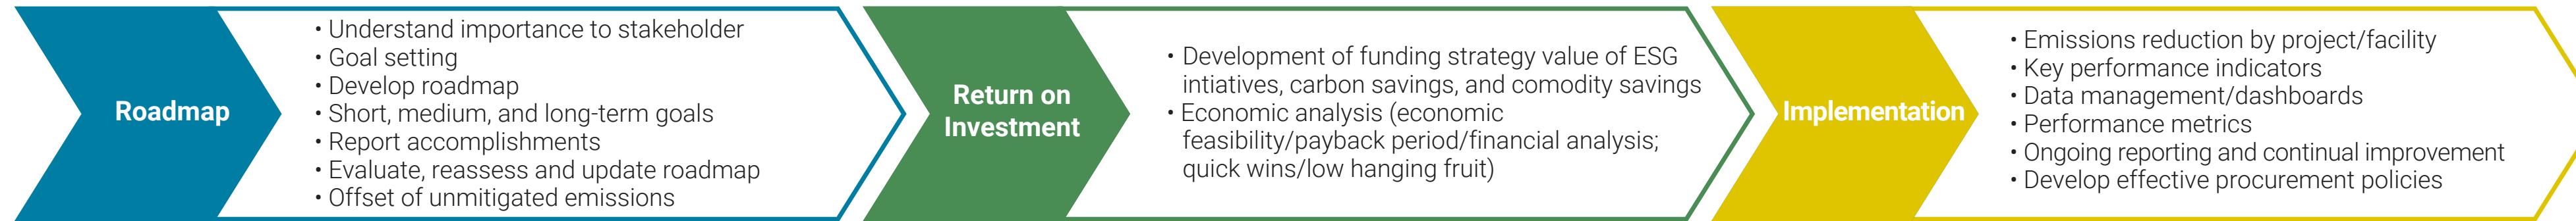 Roadmap
• Understand importance to stakeholder
• Goal setting
• Develop roadmap
• Short, medium, and long-term goals
• Report accomplishments
• Evaluate, reassess and update roadmap
• Offset of unmitigated emissions
Return on
Investment
• Development of funding strategy value of ESG
intiatives, carbon savings, and comodity savings
• Economic analysis (economic
feasibility/payback period/financial analysis;
quick wins/low hanging fruit)
Implementation
• Emissions reduction by project/facility
• Key performance indicators
• Data management/dashboards
• Performance metrics
• Ongoing reporting and continual improvement
• Develop effective procurement policies